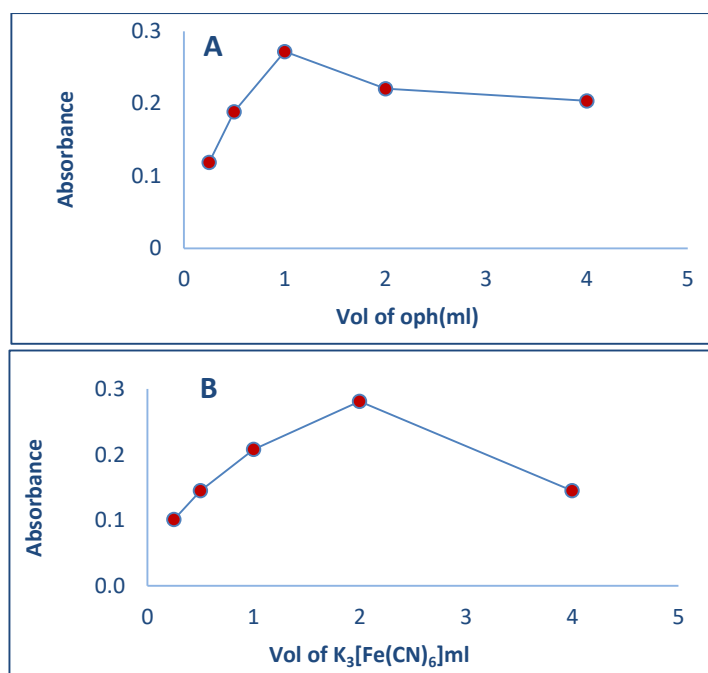 A
Absorbance
0.3
0.2
0.1
0
0 1 2 3 4 5
Vol of oph(ml)
B
Absorbance
0.3
0.2
0.1
0.0
0 1 2 3 4 5
Vol of K₃[Fe(CN)₆]ml